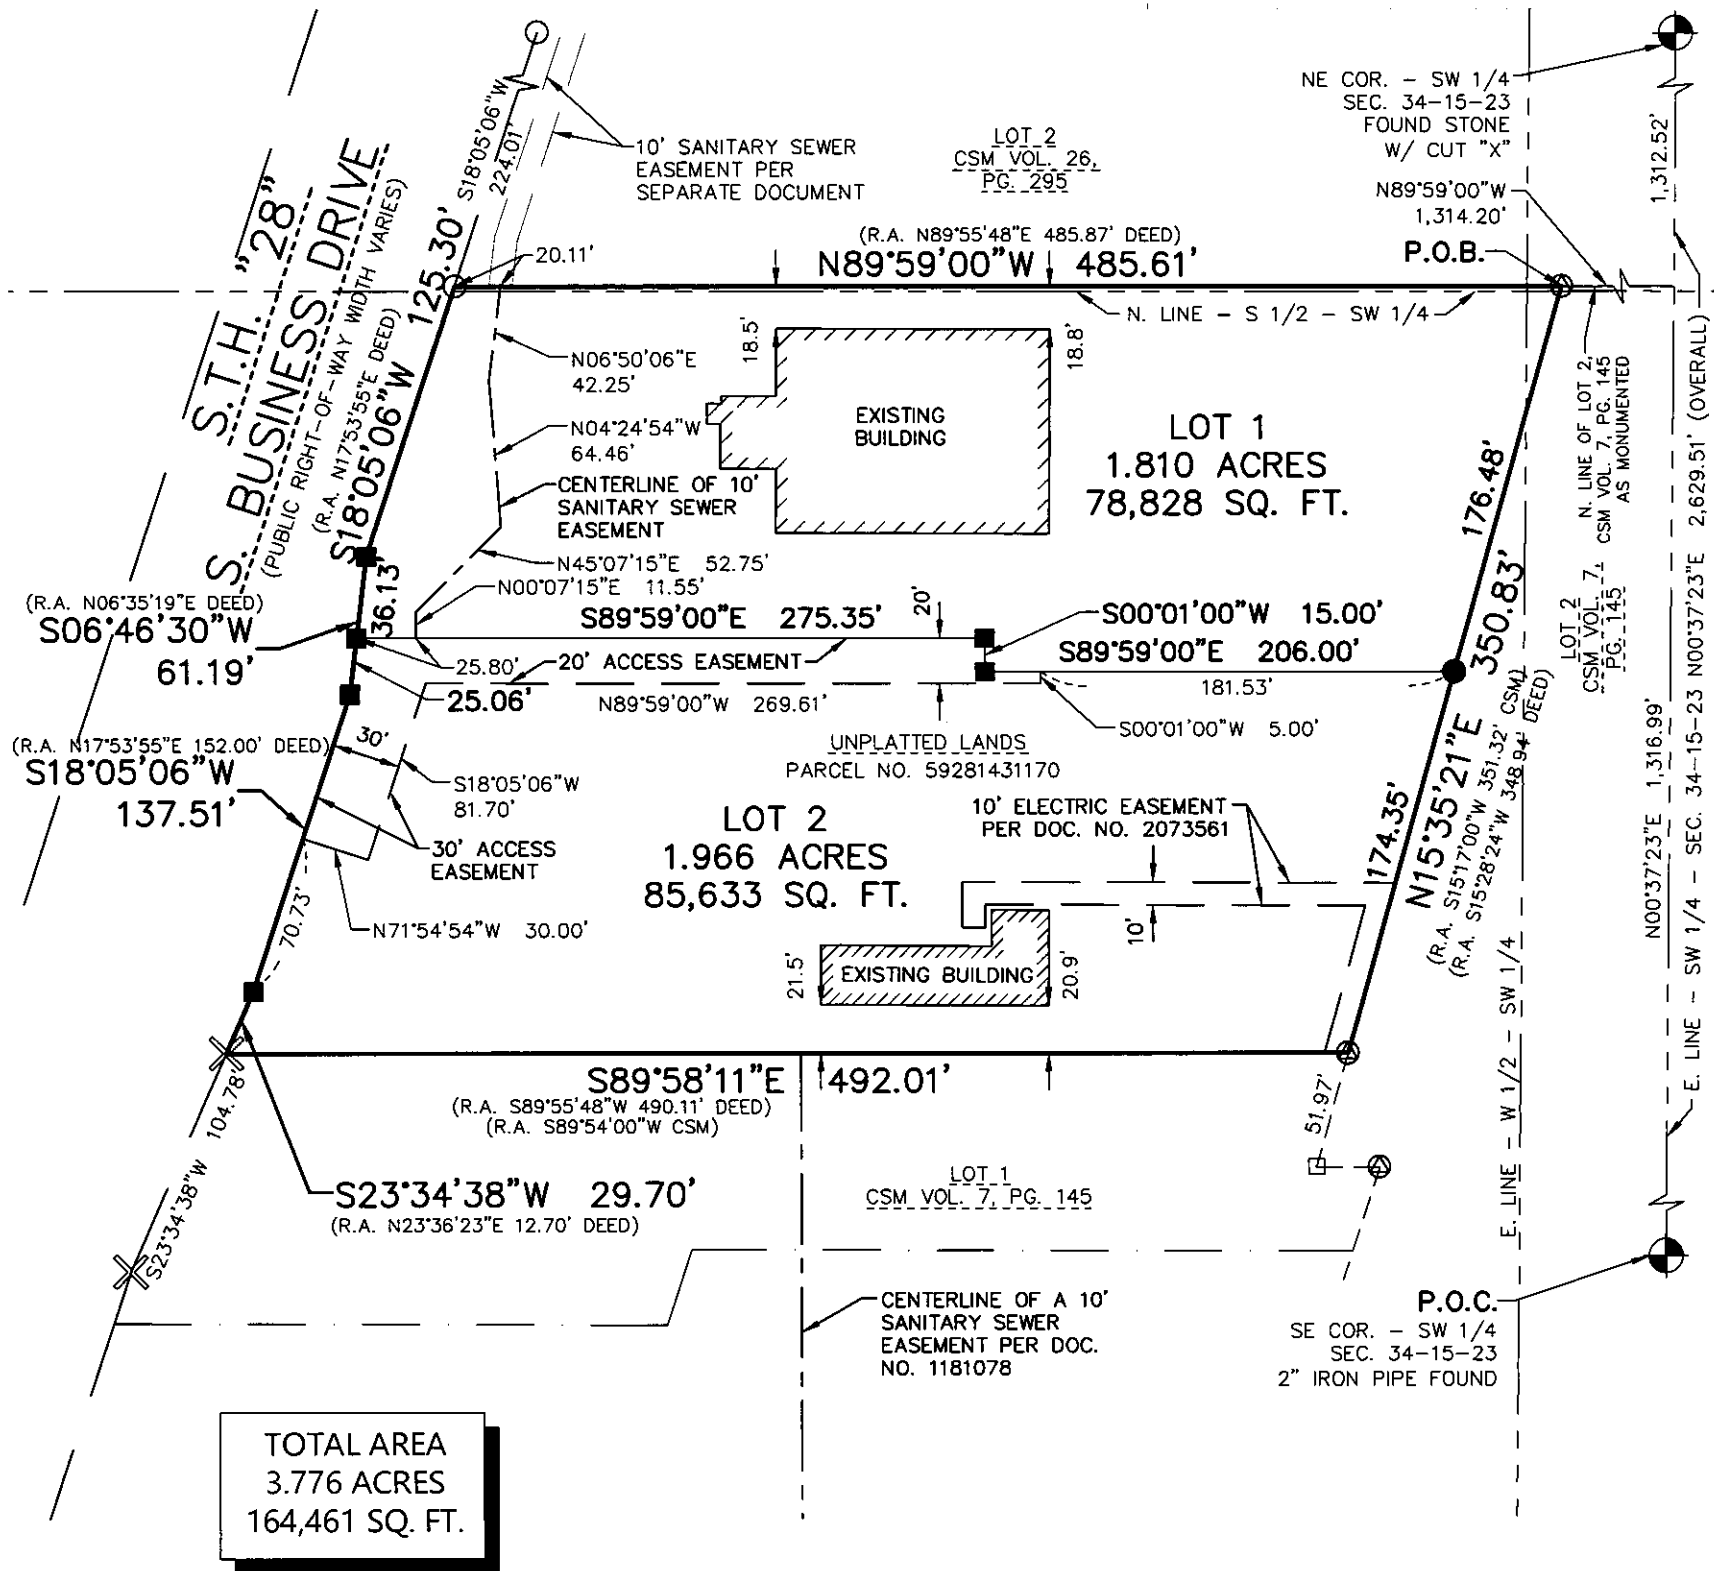 NE COR. - SW 1/4
SEC. 34-15-23
FOUND STONE
W/ CUT "X"
N89°59'00"W
1,314.20'
1,312.52'
P.O.B.
10' SANITARY SEWER
EASEMENT PER
SEPARATE DOCUMENT
LOT 2
CSM VOL. 26,
PG. 295
S18°05'06"W
224.01'
S.T.H. "28"
S. BUSINESS DRIVE
(PUBLIC RIGHT-OF-WAY WIDTH VARIES)
(R.A. N17°53'55"E DEED)
S18°05'06"W 125.30'
20.11'
(R.A. N89°55'48"E 485.87' DEED)
N89°59'00"W 485.61'
N. LINE - S 1/2 - SW 1/4
18.5'
18.8'
N06°50'06"E
42.25'
N04°24'54"W
64.46'
EXISTING
BUILDING
LOT 1
1.810 ACRES
78,828 SQ. FT.
CENTERLINE OF 10'
SANITARY SEWER
EASEMENT
N45°07'15"E 52.75'
N00°07'15"E 11.55'
176.48'
N. LINE OF LOT 2,
CSM VOL. 7, PG. 145
AS MONUMENTED
E. LINE - SW 1/4 - SEC. 34-15-23 N00°37'23"E 2,629.51' (OVERALL)
N00°37'23"E 1,316.99'
(R.A. N06°35'19"E DEED)
S06°46'30"W
61.19'
36.13'
S89°59'00"E 275.35'
20'
S00°01'00"W 15.00'
S89°59'00"E 206.00'
25.80'
20' ACCESS EASEMENT
25.06'
N89°59'00"W 269.61'
181.53'
S00°01'00"W 5.00'
LOT 2
CSM VOL. 7,
PG. 145
N15°35'21"E 350.83'
(R.A. S15°17'00"W 351.32' CSM)
(R.A. S15°28'24"W 348.94' DEED)
(R.A. N17°53'55"E 152.00' DEED)
S18°05'06"W
137.51'
30'
S18°05'06"W
81.70'
UNPLATTED LANDS
PARCEL NO. 59281431170
LOT 2
1.966 ACRES
85,633 SQ. FT.
10' ELECTRIC EASEMENT
PER DOC. NO. 2073561
174.35'
30' ACCESS
EASEMENT
70.73'
N71°54'54"W 30.00'
10'
21.5'
EXISTING BUILDING
20.9'
E. LINE - W 1/2 - SW 1/4
S89°58'11"E 492.01'
(R.A. S89°55'48"W 490.11' DEED)
(R.A. S89°54'00"W CSM)
S23°34'38"W 104.78'
51.97'
S23°34'38"W 29.70'
(R.A. N23°36'23"E 12.70' DEED)
LOT 1
CSM VOL. 7, PG. 145
CENTERLINE OF A 10'
SANITARY SEWER
EASEMENT PER DOC.
NO. 1181078
P.O.C.
SE COR. - SW 1/4
SEC. 34-15-23
2" IRON PIPE FOUND
TOTAL AREA
3.776 ACRES
164,461 SQ. FT.